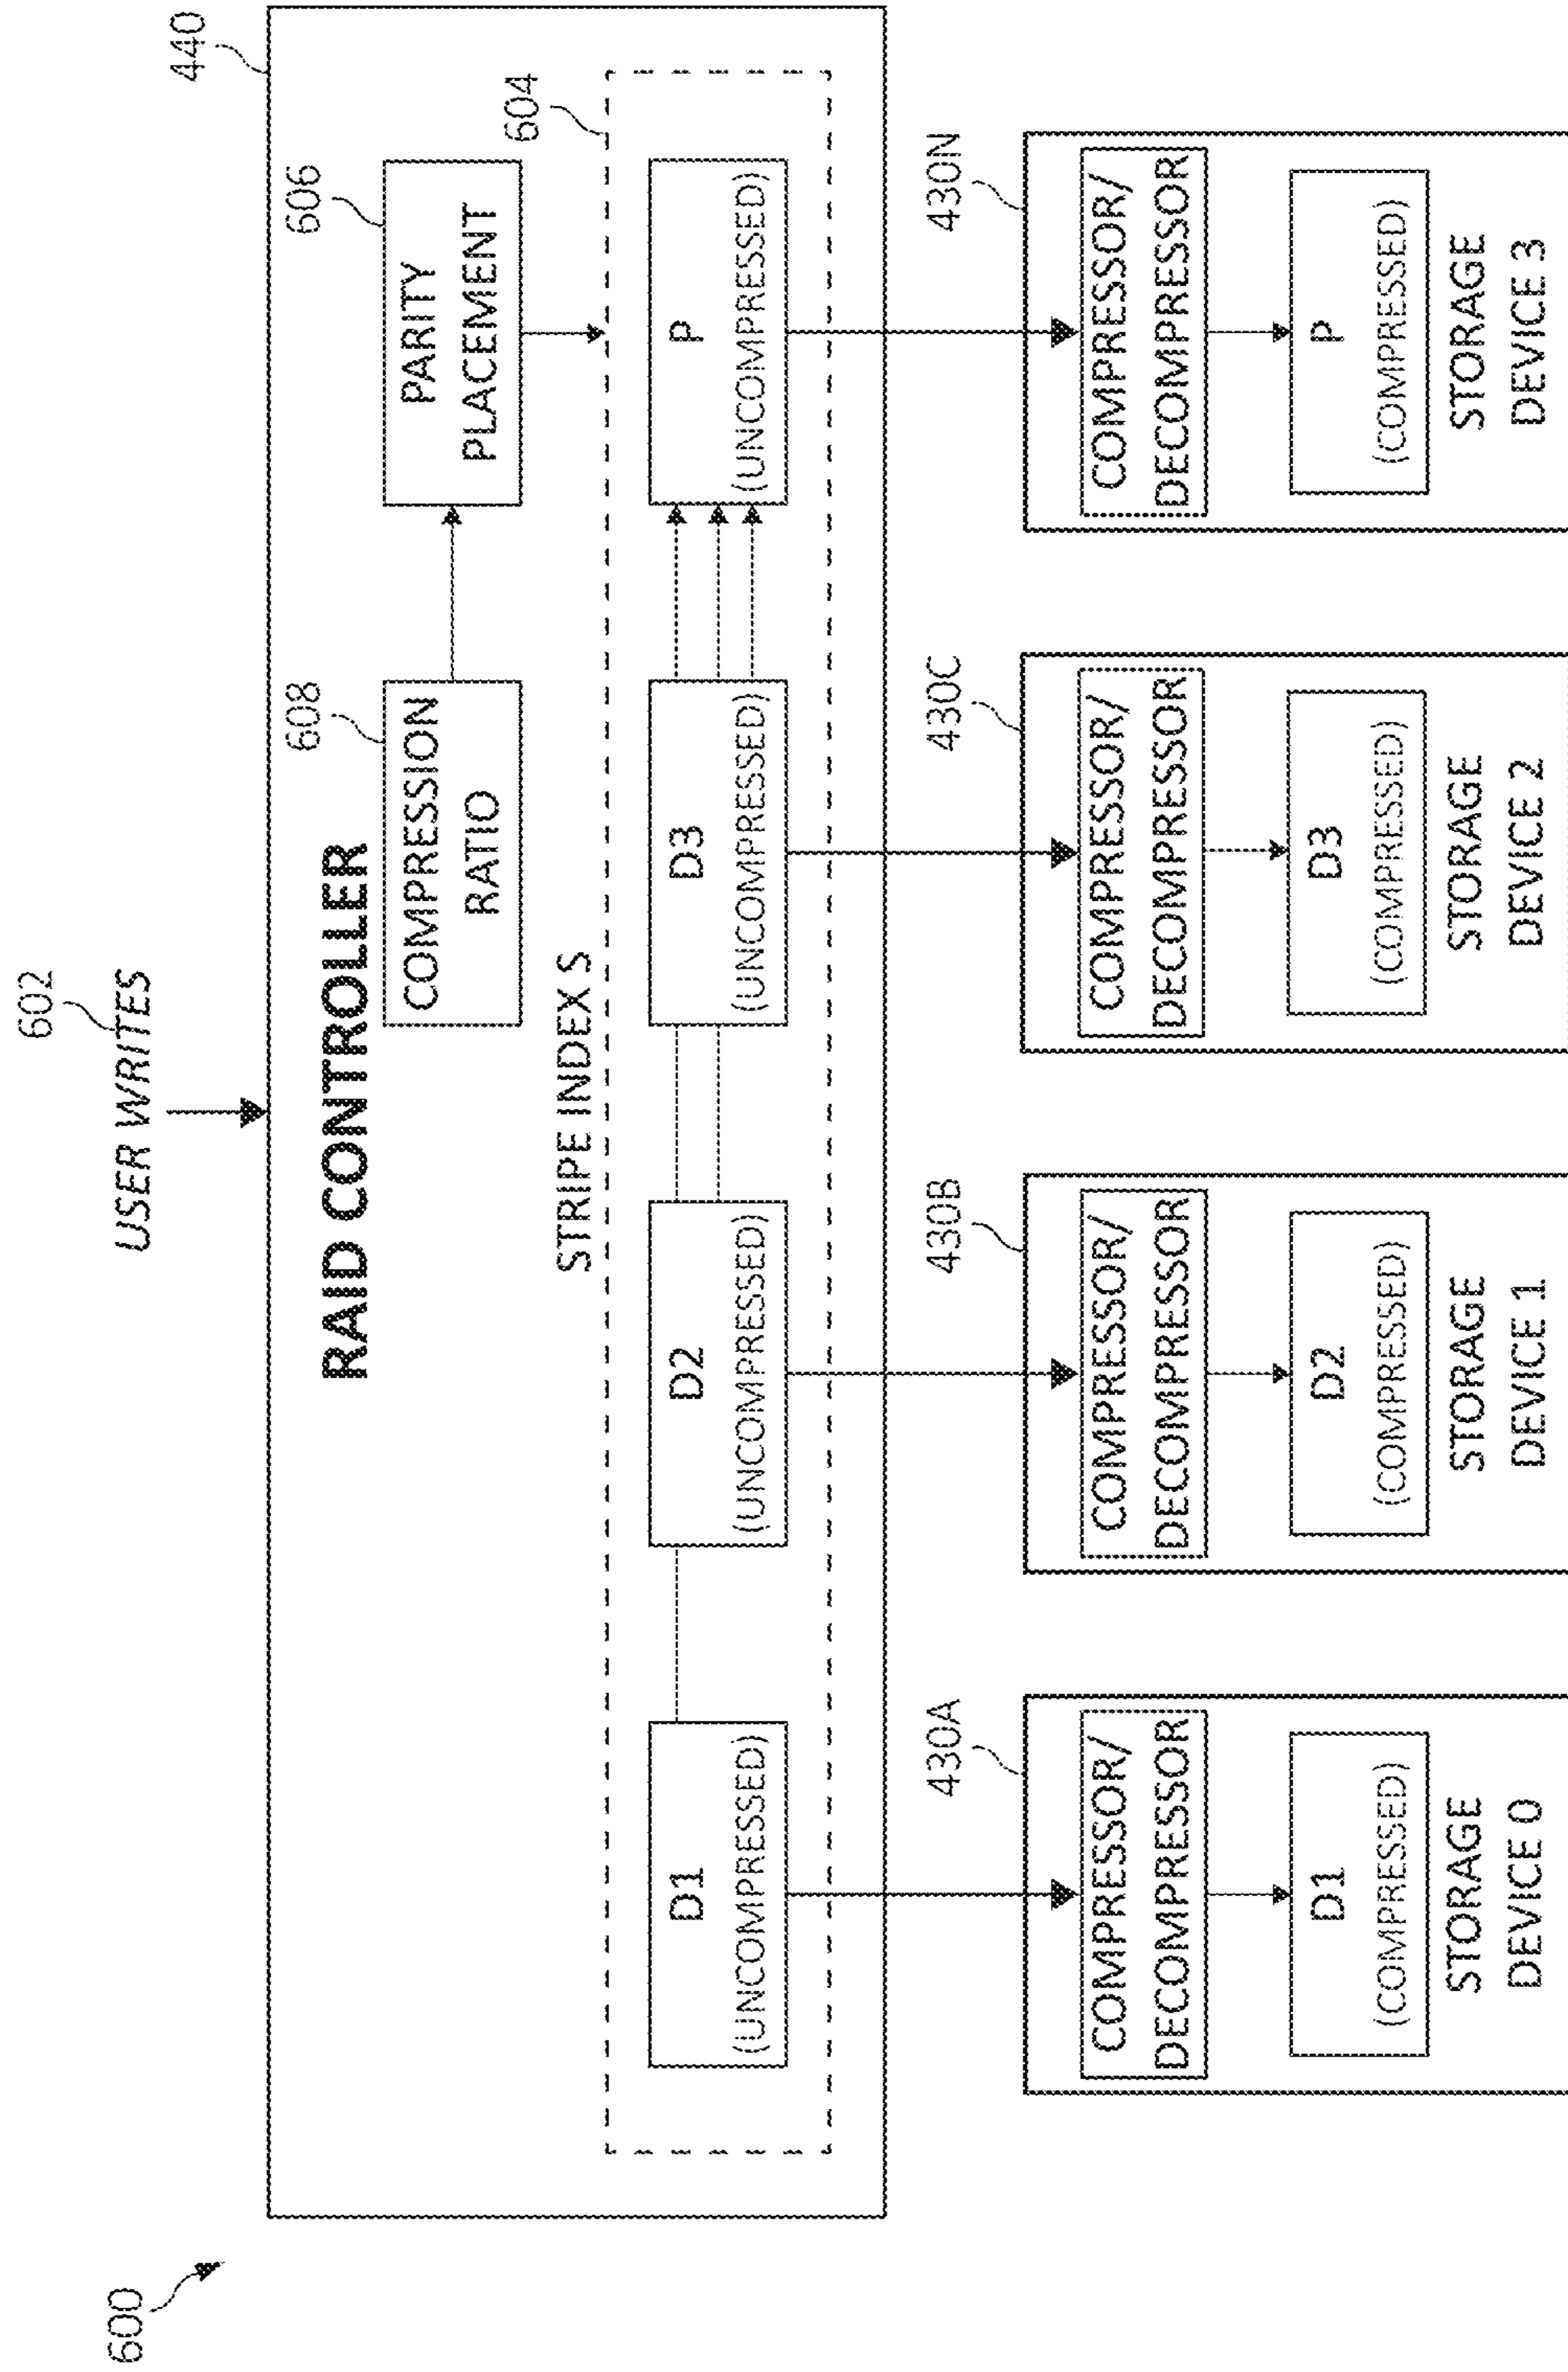 600
602
USER WRITES
440
RAID CONTROLLER
608
COMPRESSION
RATIO
606
PARITY
PLACEMENT
STRIPE INDEX S
604
D1
(UNCOMPRESSED)
D2
(UNCOMPRESSED)
D3
(UNCOMPRESSED)
P
(UNCOMPRESSED)
430A
COMPRESSOR/
DECOMPRESSOR
D1
(COMPRESSED)
STORAGE
DEVICE 0
430B
COMPRESSOR/
DECOMPRESSOR
D2
(COMPRESSED)
STORAGE
DEVICE 1
430C
COMPRESSOR/
DECOMPRESSOR
D3
(COMPRESSED)
STORAGE
DEVICE 2
430N
COMPRESSOR/
DECOMPRESSOR
P
(COMPRESSED)
STORAGE
DEVICE 3